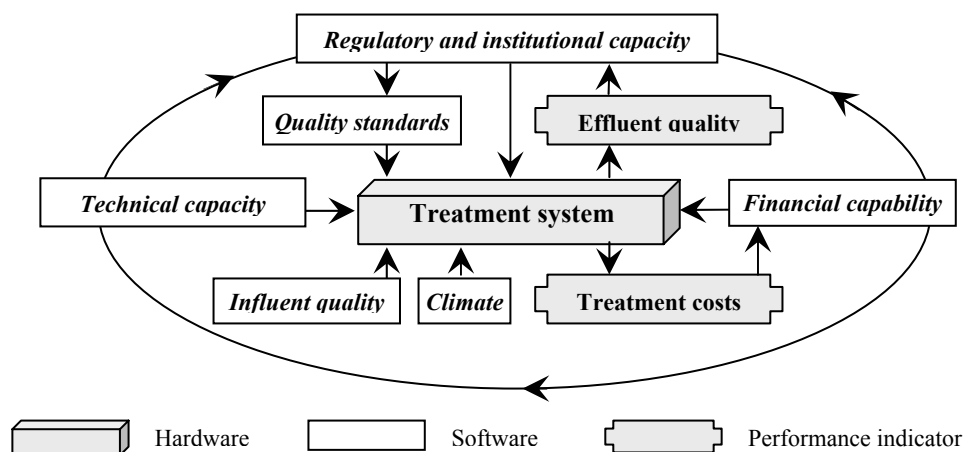 Regulatory and institutional capacity
Quality standards
Effluent quality
Technical capacity
Treatment system
Financial capability
Influent quality
Climate
Treatment costs
Hardware
Software
Performance indicator